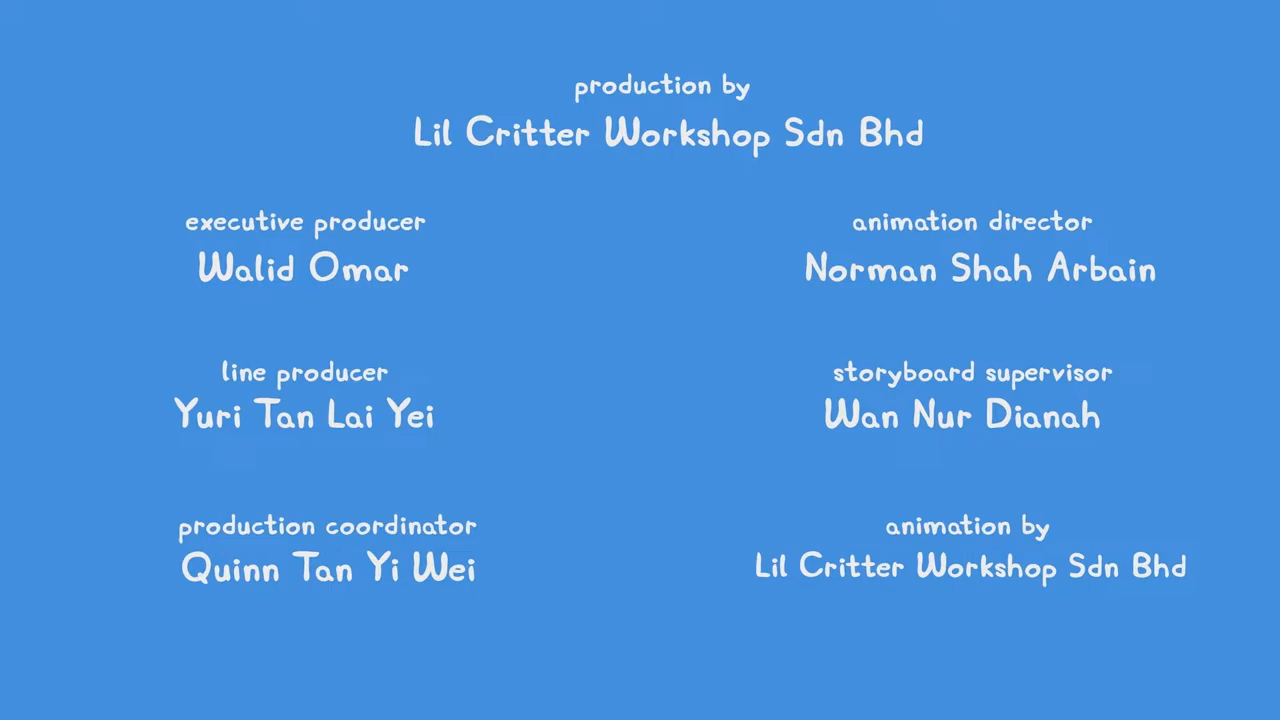 production by
Lil Critter Workshop Sdn Bhd
executive producer
Walid Omar
animation director
Norman Shah Arbain
line producer
Yuri Tan Lai Yei
storyboard supervisor
Wan Nur Dianah
production coordinator
Quinn Tan Yi Wei
animation by
Lil Critter Workshop Sdn Bhd